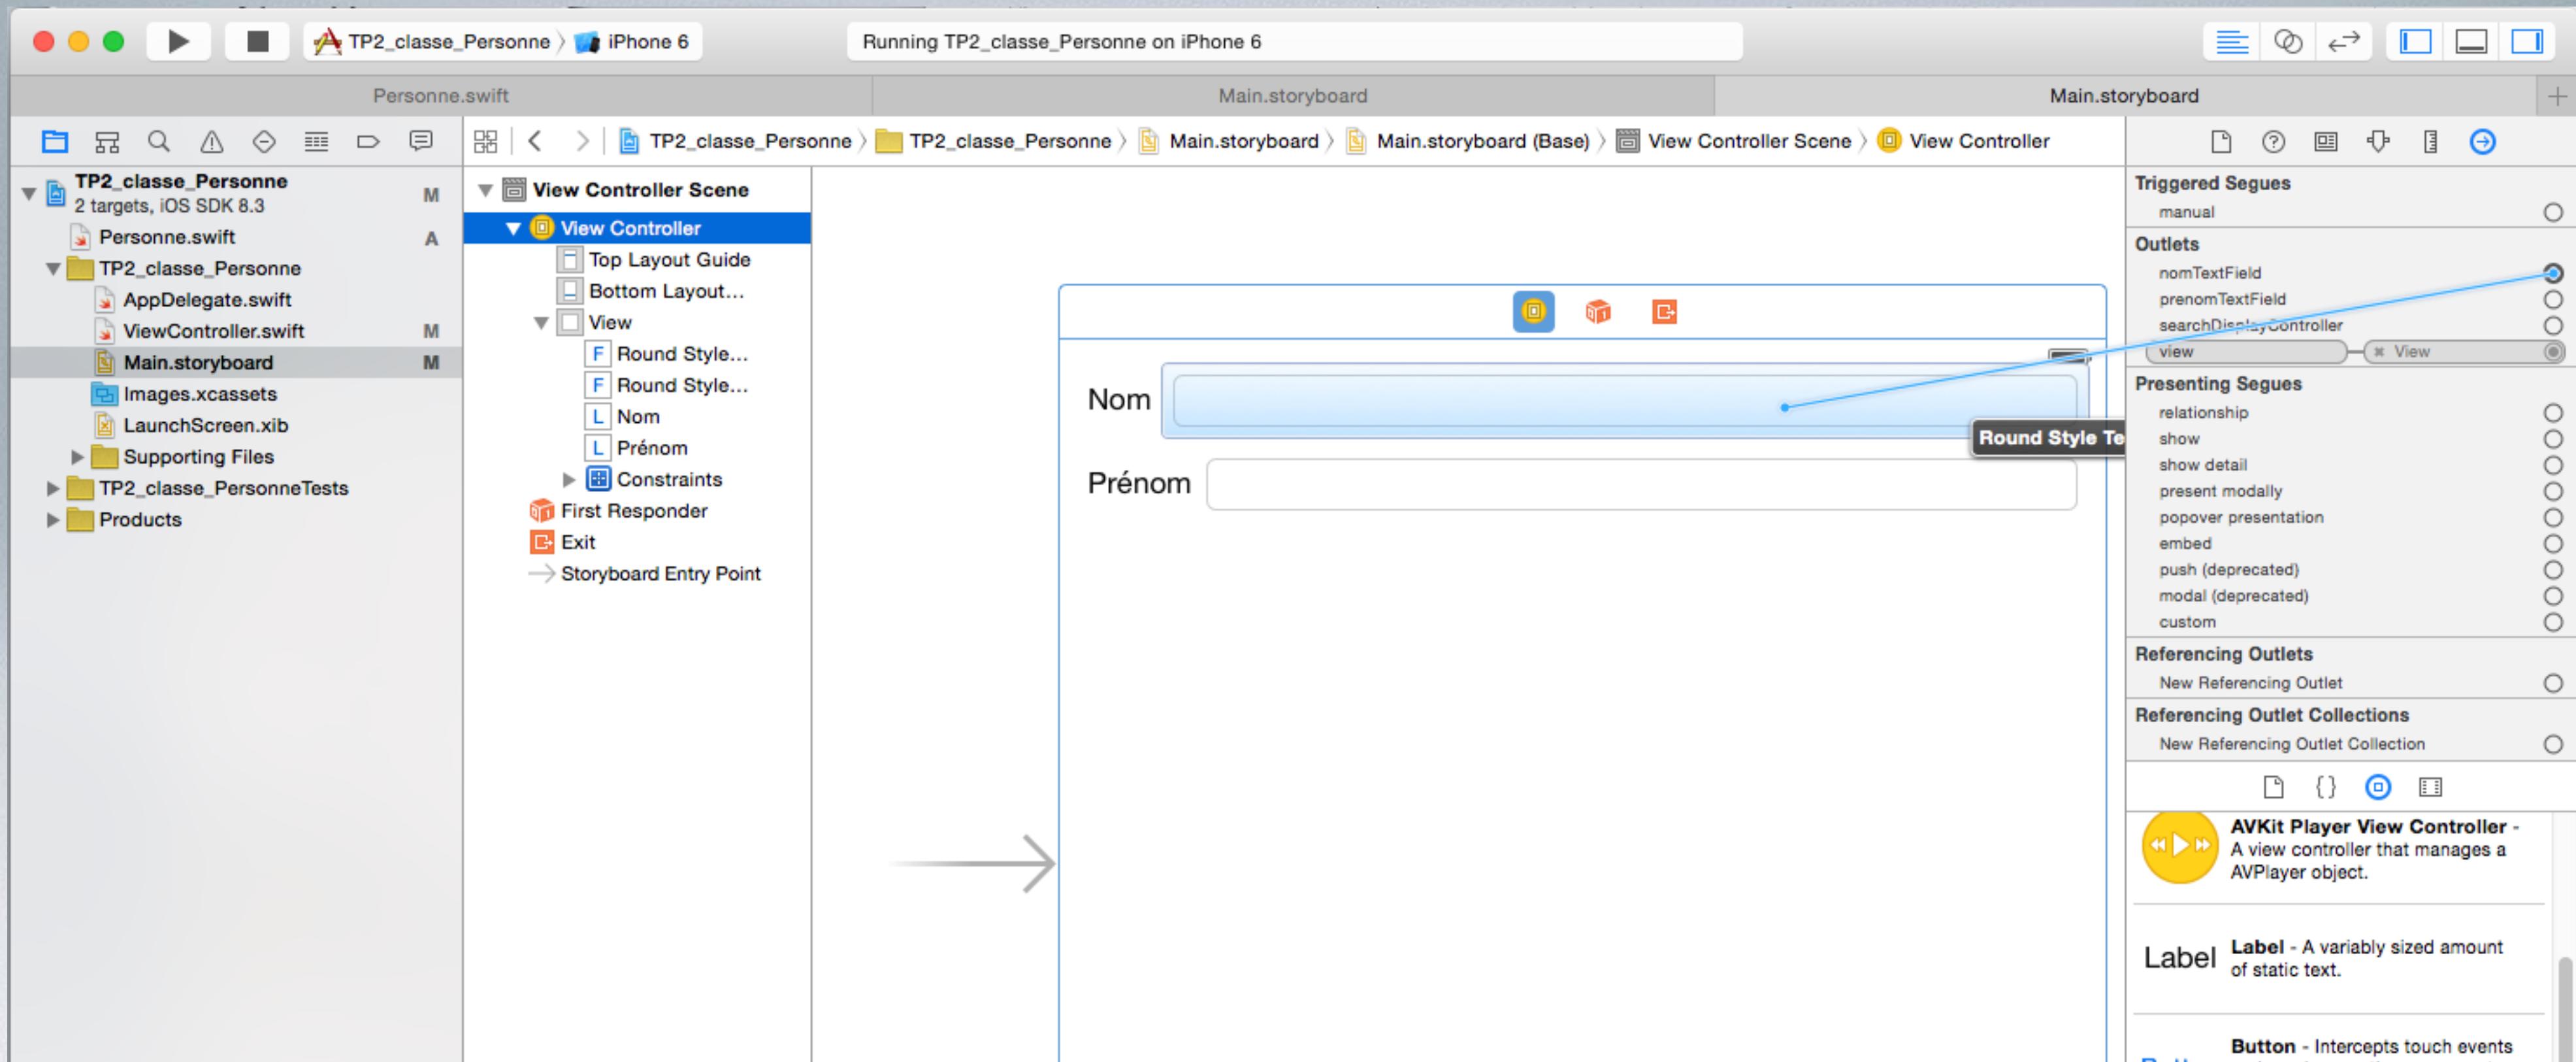 TP2_classe_Personne
iPhone 6
Running TP2_classe_Personne on iPhone 6
Personne.swift
Main.storyboard
Main.storyboard
TP2_classe_Personne
TP2_classe_Personne
Main.storyboard
Main.storyboard (Base)
View Controller Scene
View Controller
TP2_classe_Personne
M
2 targets, iOS SDK 8.3
Personne.swift
A
TP2_classe_Personne
AppDelegate.swift
ViewController.swift
M
Main.storyboard
M
Images.xcassets
LaunchScreen.xib
Supporting Files
TP2_classe_PersonneTests
Products
View Controller Scene
View Controller
Top Layout Guide
Bottom Layout...
View
F Round Style...
F Round Style...
L Nom
L Prénom
Constraints
First Responder
Exit
Storyboard Entry Point
Nom
Round Style Te
Prénom
Triggered Segues
manual
Outlets
nomTextField
prenomTextField
searchDisplayController
view
View
Presenting Segues
relationship
show
show detail
present modally
popover presentation
embed
push (deprecated)
modal (deprecated)
custom
Referencing Outlets
New Referencing Outlet
Referencing Outlet Collections
New Referencing Outlet Collection
{}
AVKit Player View Controller -
A view controller that manages a
AVPlayer object.
Label
Label - A variably sized amount
of static text.
Button - Intercepts touch events